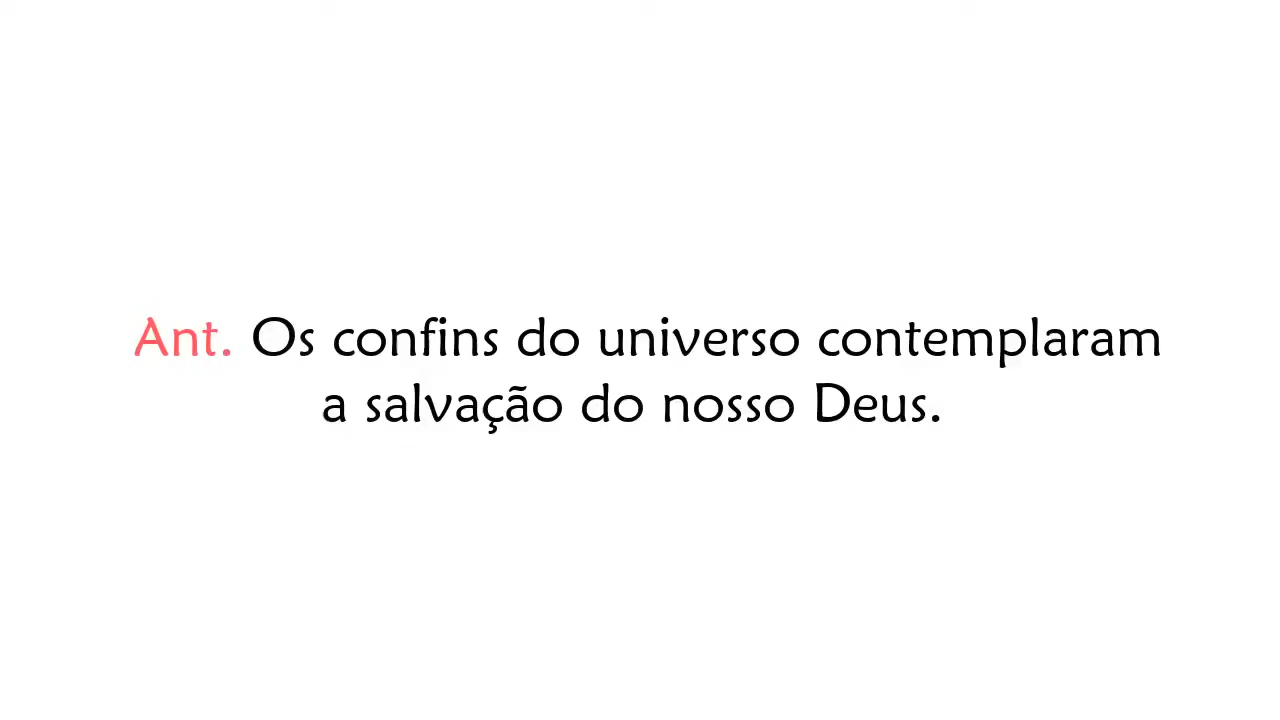 Ant. Os confins do universo contemplaram
a salvação do nosso Deus.